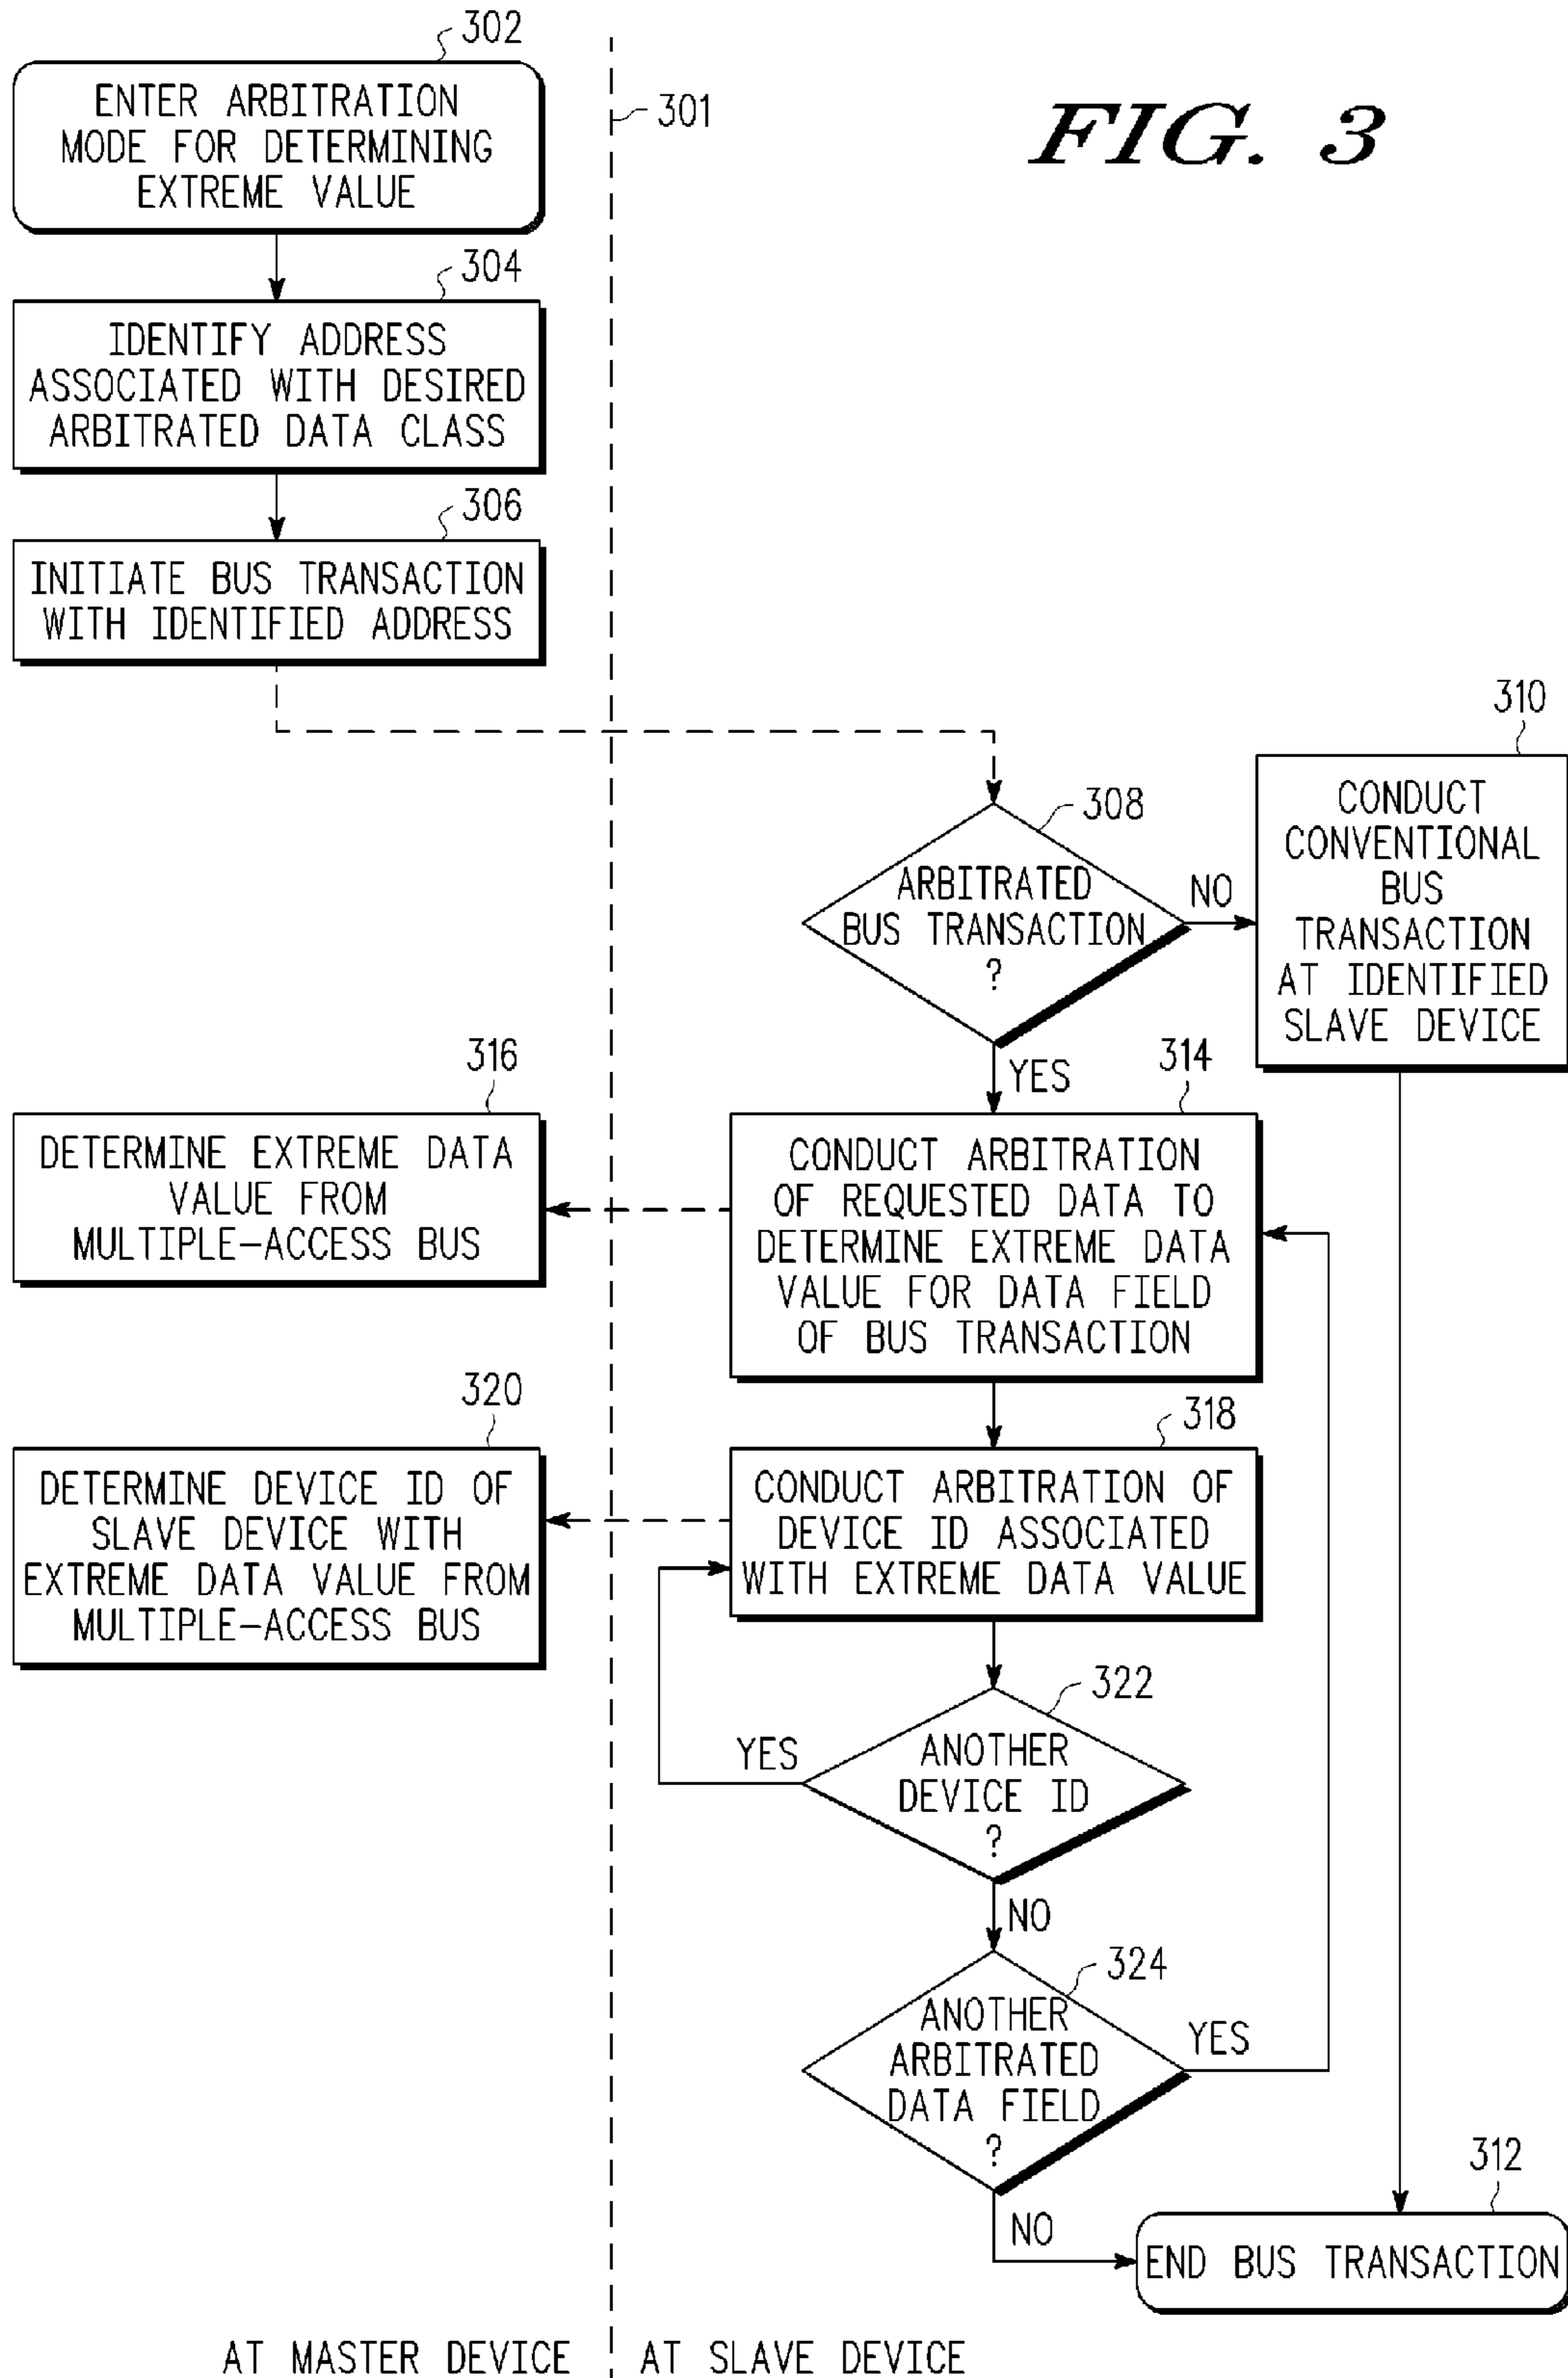 302
ENTER ARBITRATION
MODE FOR DETERMINING
EXTREME VALUE
301
FIG. 3
304
IDENTIFY ADDRESS
ASSOCIATED WITH DESIRED
ARBITRATED DATA CLASS
306
INITIATE BUS TRANSACTION
WITH IDENTIFIED ADDRESS
308
ARBITRATED
BUS TRANSACTION
?
NO
YES
310
CONDUCT
CONVENTIONAL
BUS
TRANSACTION
AT IDENTIFIED
SLAVE DEVICE
314
CONDUCT ARBITRATION
OF REQUESTED DATA TO
DETERMINE EXTREME DATA
VALUE FOR DATA FIELD
OF BUS TRANSACTION
316
DETERMINE EXTREME DATA
VALUE FROM
MULTIPLE-ACCESS BUS
318
CONDUCT ARBITRATION OF
DEVICE ID ASSOCIATED
WITH EXTREME DATA VALUE
320
DETERMINE DEVICE ID OF
SLAVE DEVICE WITH
EXTREME DATA VALUE FROM
MULTIPLE-ACCESS BUS
322
ANOTHER
DEVICE ID
?
YES
NO
324
ANOTHER
ARBITRATED
DATA FIELD
?
YES
NO
312
END BUS TRANSACTION
AT MASTER DEVICE
AT SLAVE DEVICE